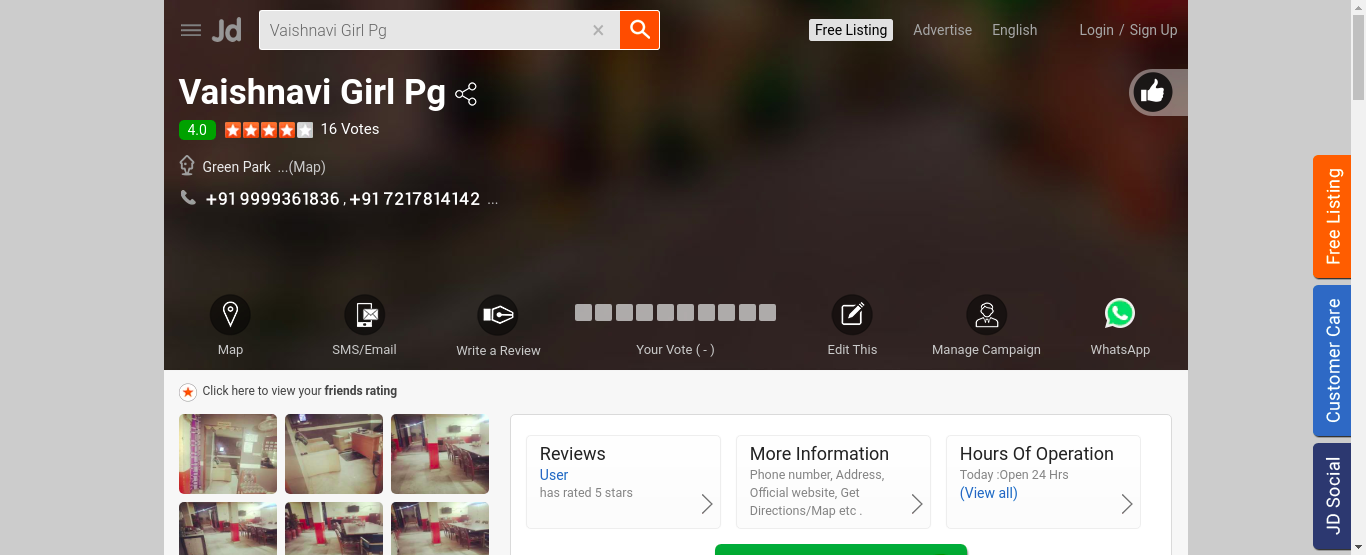 Jd
Vaishnavi Girl Pg
Free Listing
Advertise
English
Login / Sign Up
Vaishnavi Girl Pg
4.0
16 Votes
Green Park ...(Map)
+91 9999361836 , +91 7217814142 ...
Map
SMS/Email
Write a Review
Your Vote ( - )
Edit This
Manage Campaign
WhatsApp
Free Listing
Customer Care
JD Social
Click here to view your friends rating
Reviews
User
has rated 5 stars
More Information
Phone number, Address,
Official website, Get
Directions/Map etc .
Hours Of Operation
Today :Open 24 Hrs
(View all)